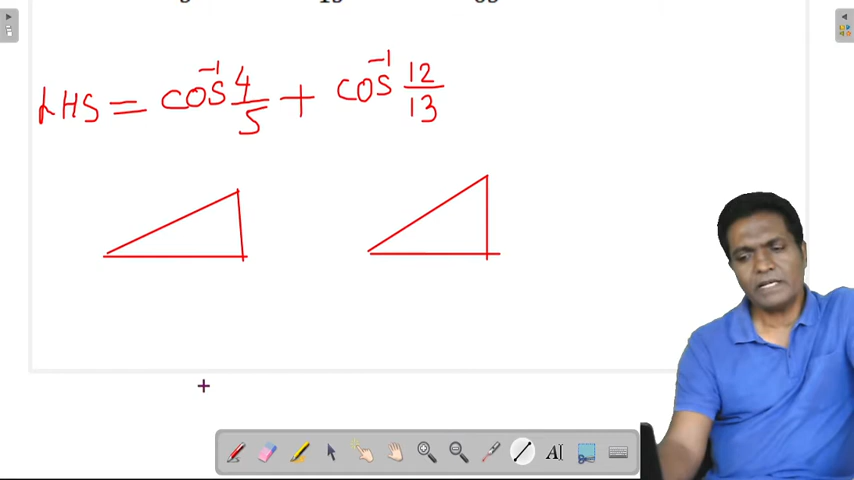 LHS = cos⁻¹ 4/5 + cos⁻¹ 12/13